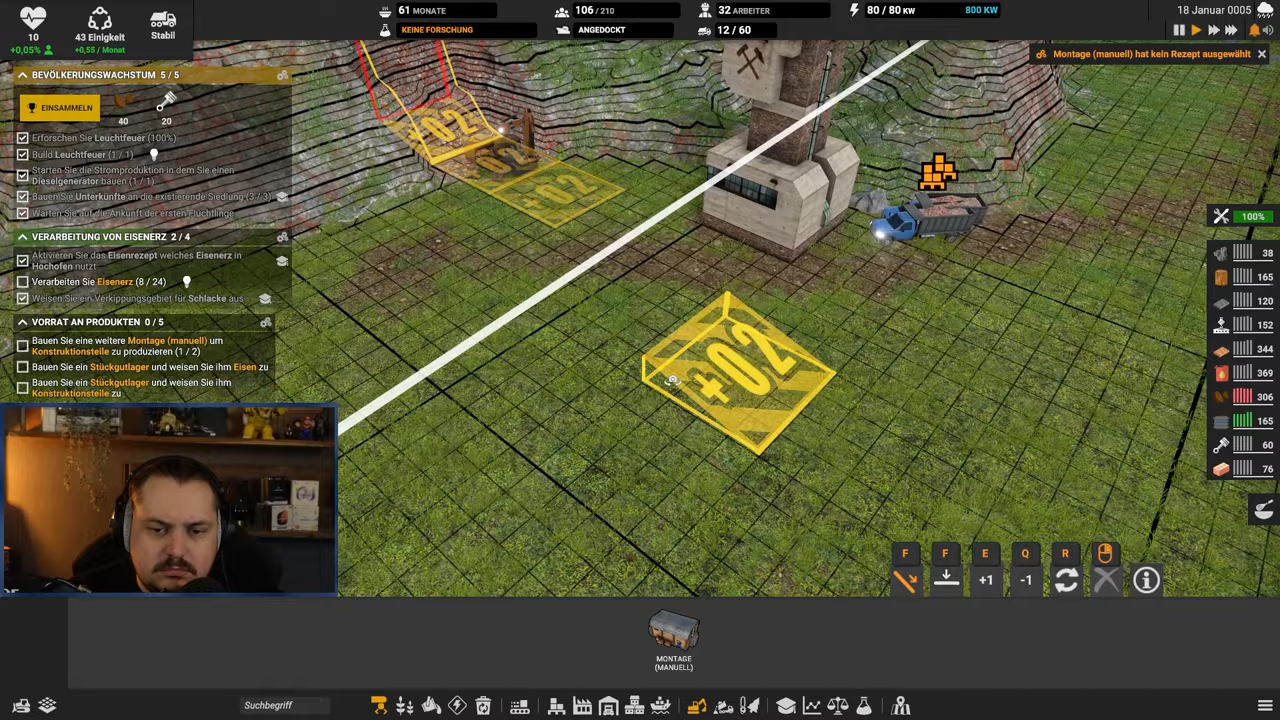 10
+0,05%
43 Einigkeit
+0,55 / Monat
Stabil
61 MONATE
KEINE FORSCHUNG
106 / 210
ANGEDOCKT
32 ARBEITER
12 / 60
80 / 80 KW
800 KW
18 Januar 0005
Montage (manuell) hat kein Rezept ausgewählt
BEVÖLKERUNGSWACHSTUM 5 / 5
EINSAMMELN
40
20
Erforschen Sie Leuchtfeuer (100%)
Build Leuchtfeuer (1 / 1)
Starten Sie die Stromproduktion in dem Sie einen
Dieselgenerator bauen (1 / 1)
Bauen Sie Unterkünfte an die existierende Siedlung (3 / 3)
Warten Sie auf die Ankunft der ersten Flüchtlinge
VERARBEITUNG VON EISENERZ 2 / 4
Aktivieren Sie das Eisenrezept welches Eisenerz in
Hochofen nutzt
Verarbeiten Sie Eisenerz (8 / 24)
Weisen Sie ein Verkippungsgebiet für Schlacke aus
VORRAT AN PRODUKTEN 0 / 5
Bauen Sie eine weitere Montage (manuell) um
Konstruktionsteile zu produzieren (1 / 2)
Bauen Sie ein Stückgutlager und weisen Sie ihm Eisen zu
Bauen Sie ein Stückgutlager und weisen Sie ihm
Konstruktionsteile zu
+02
02
+02
+02
100%
38
165
120
152
344
369
306
165
60
76
F
F
E
Q
R
+1
-1
MONTAGE
(MANUELL)
Suchbegriff